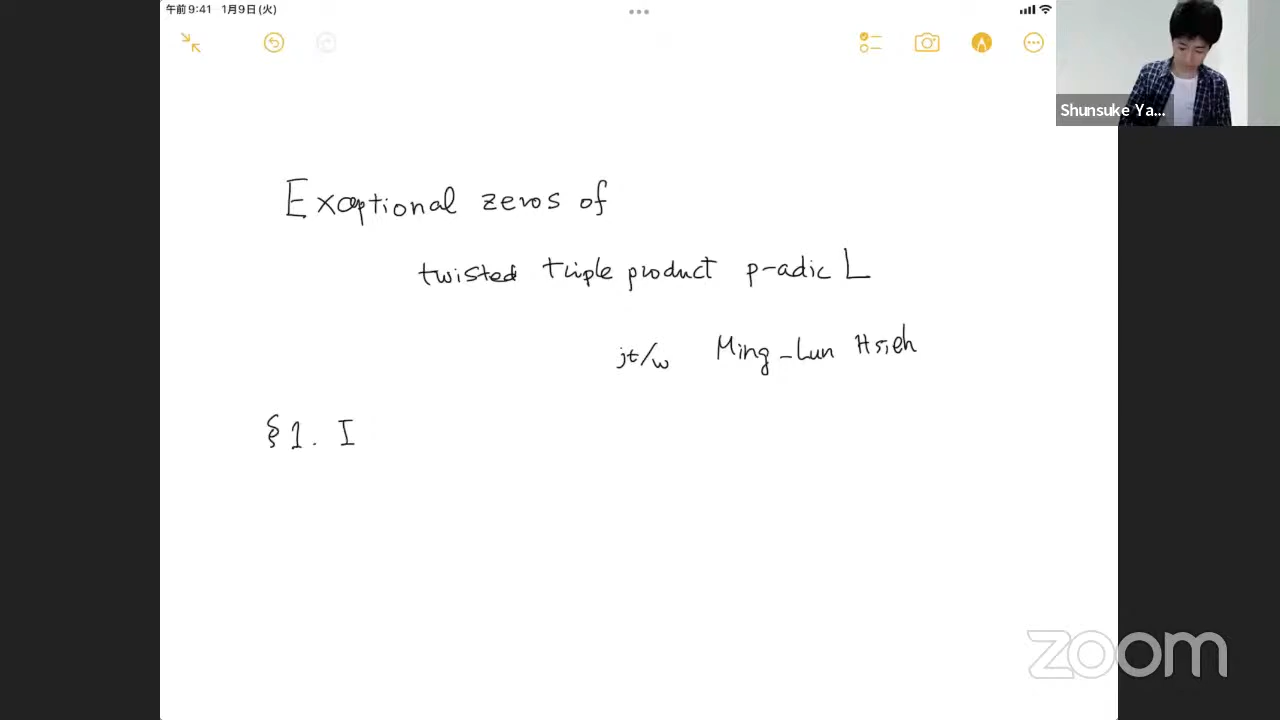 午前9:41 1月9日(火)
Shunsuke Ya...
Exceptional zeros of
twisted triple product p-adic L
jt/w Ming-Lun Hsieh
§1. I
zoom